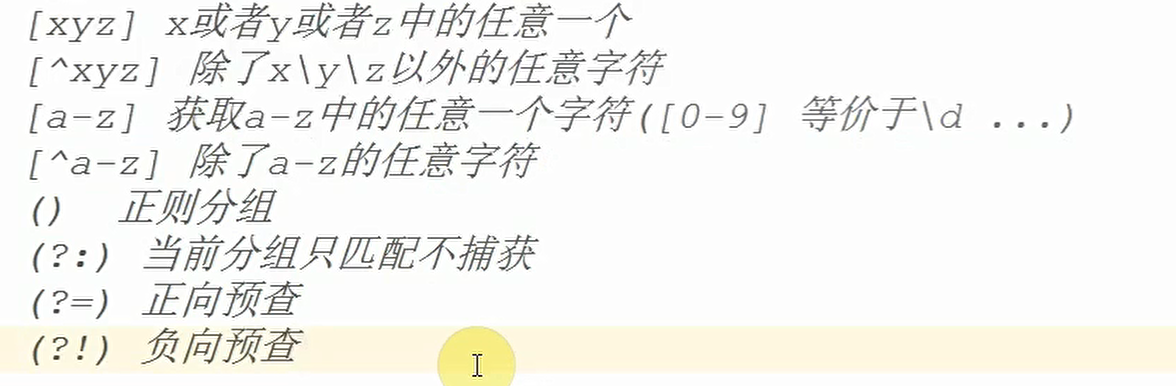 [xyz] x或者y或者z中的任意一个
[^xyz] 除了x\y\z以外的任意字符
[a-z] 获取a-z中的任意一个字符([0-9] 等价于\d ...)
[^a-z] 除了a-z的任意字符
() 正则分组
(?:) 当前分组只匹配不捕获
(?=) 正向预查
(?!) 负向预查